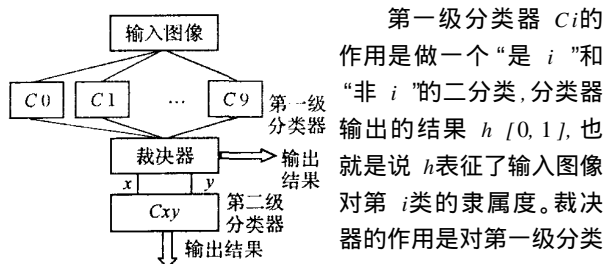 输入图像
C0 C1 … C9
第一级
分类器
裁决器
输出
结果
x y
Cxy
第二级
分类器
输出结果
第一级分类器 Ci的
作用是做一个“是 i ”和
“非 i ”的二分类,分类器
输出的结果 h [0, 1], 也
就是说 h表征了输入图像
对第 i类的隶属度。裁决
器的作用是对第一级分类